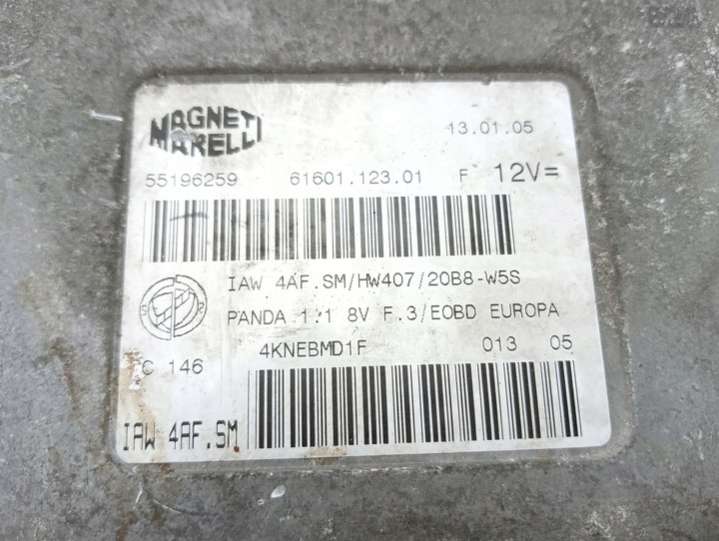 MAGNETI
MARELLI
13.01.05
55196259 61601.123.01 F 12V=
IAW 4AF.SM/HW407/20B8-W5S
PANDA 1.1 8V F.3/EOBD EUROPA
4KNEBMD1F 013 05
C 146
IAW 4AF.SM